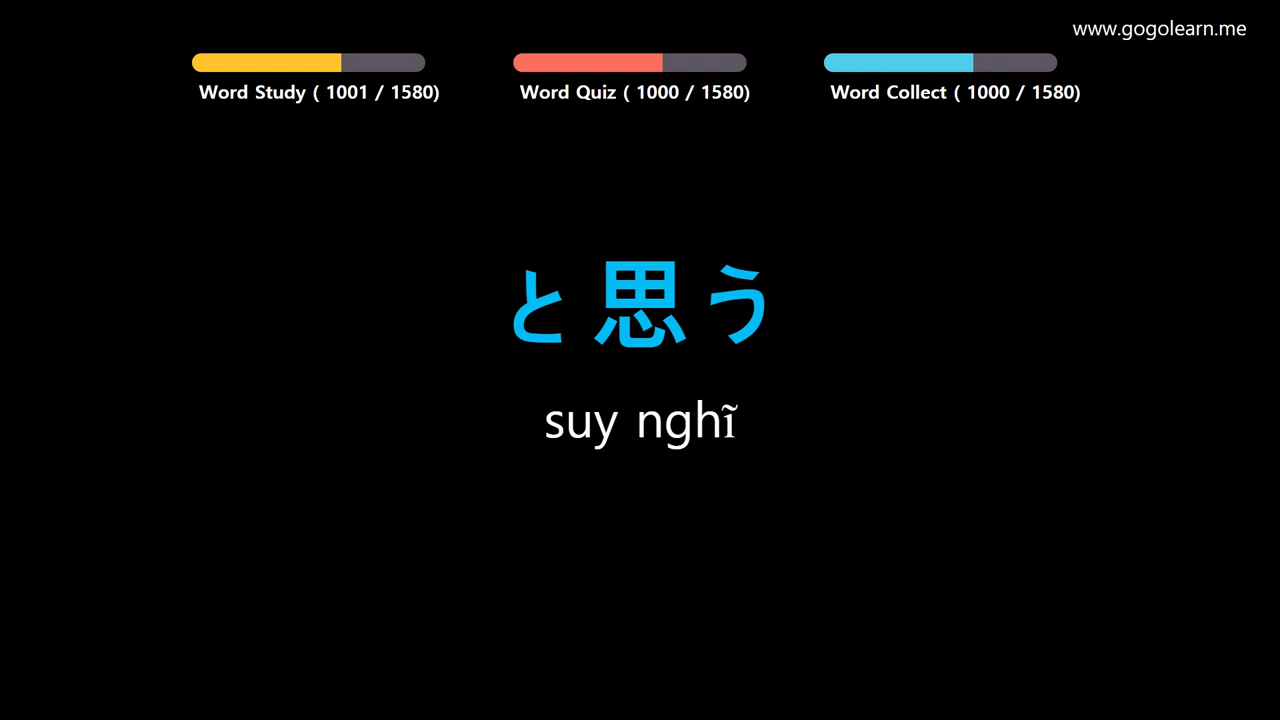 www.gogolearn.me
Word Study ( 1001 / 1580)
Word Quiz ( 1000 / 1580)
Word Collect ( 1000 / 1580)
と思う
suy nghĩ